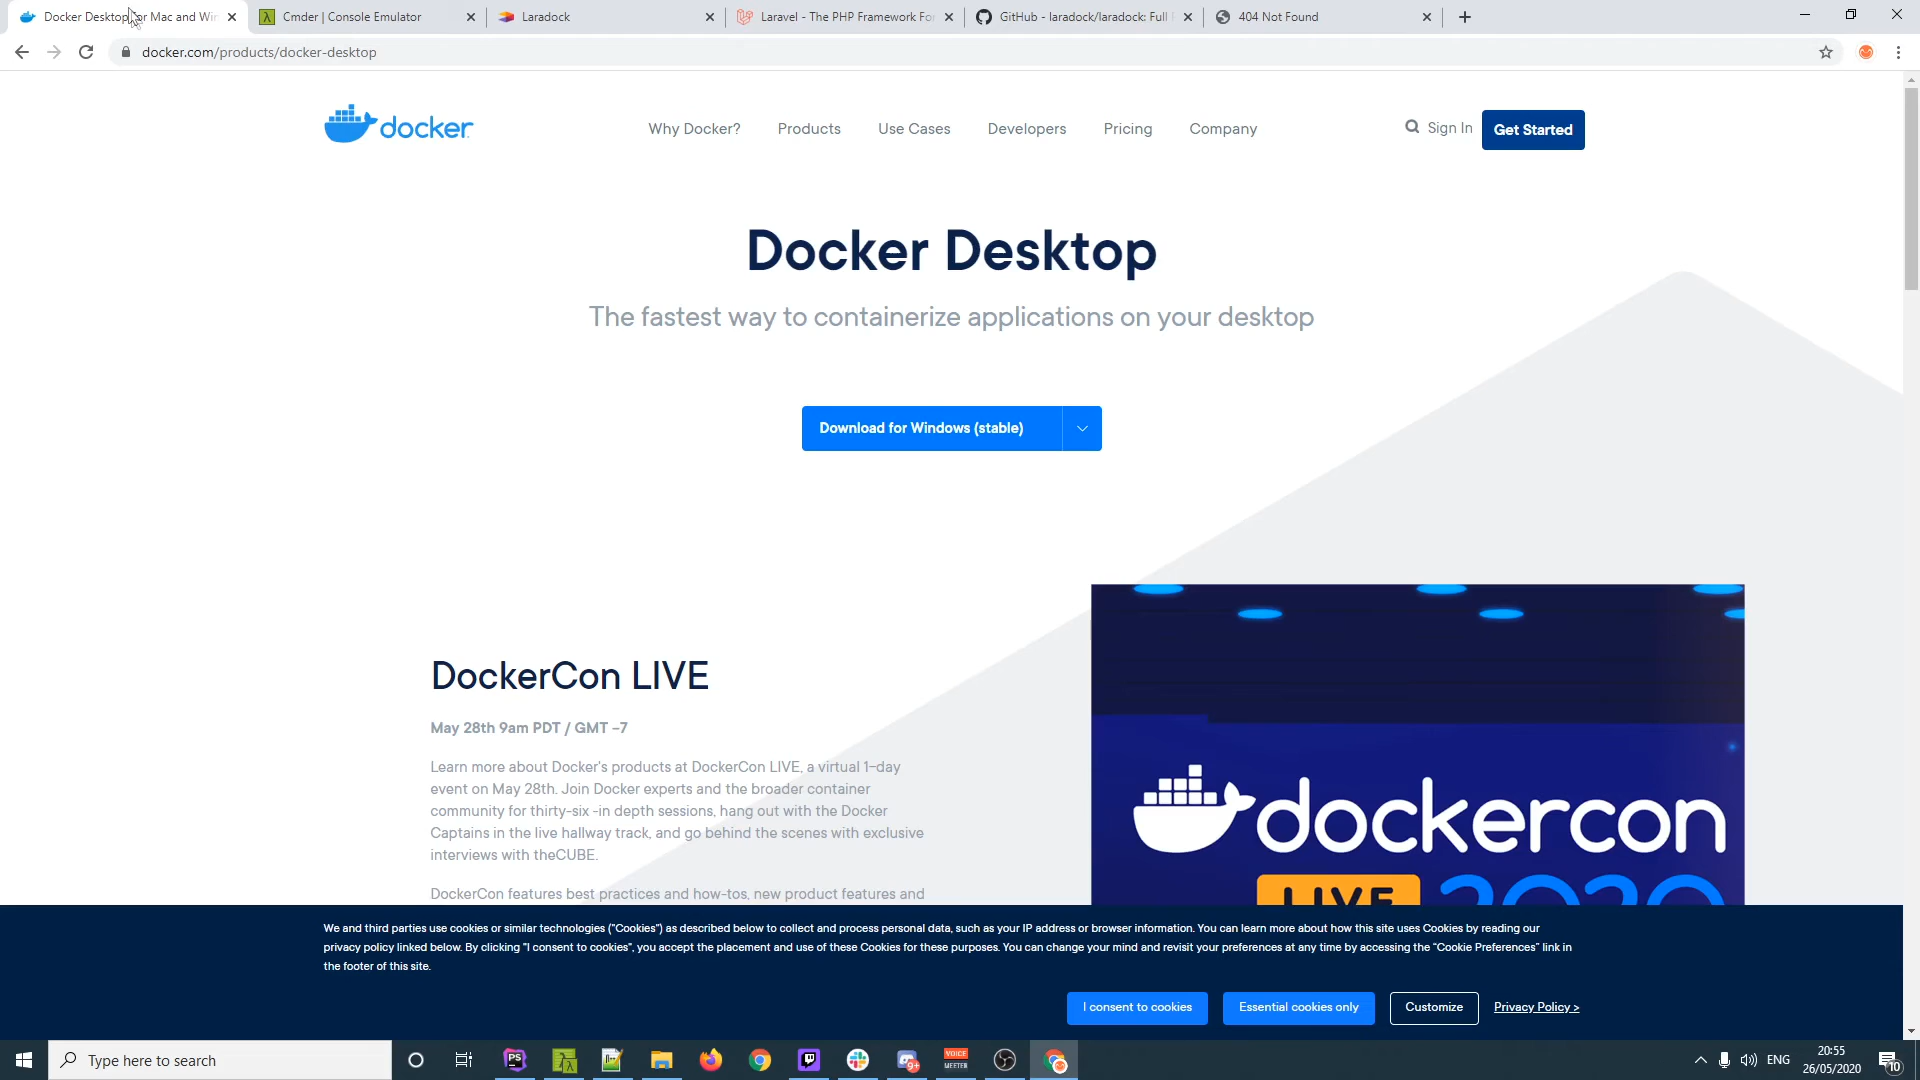 Docker Desktop for Mac and Win
Cmder | Console Emulator
Laradock
Laravel - The PHP Framework For
GitHub - laradock/laradock: Full
404 Not Found
docker.com/products/docker-desktop
docker
Why Docker?
Products
Use Cases
Developers
Pricing
Company
Sign In
Get Started
Docker Desktop
The fastest way to containerize applications on your desktop
Download for Windows (stable)
DockerCon LIVE
May 28th 9am PDT / GMT -7
Learn more about Docker's products at DockerCon LIVE, a virtual 1-day
event on May 28th. Join Docker experts and the broader container
community for thirty-six -in depth sessions, hang out with the Docker
Captains in the live hallway track, and go behind the scenes with exclusive
interviews with theCUBE.
DockerCon features best practices and how-tos, new product features and
dockercon
LIVE 2020
We and third parties use cookies or similar technologies ("Cookies") as described below to collect and process personal data, such as your IP address or browser information. You can learn more about how this site uses Cookies by reading our
privacy policy linked below. By clicking "I consent to cookies", you accept the placement and use of these Cookies for these purposes. You can change your mind and revisit your preferences at any time by accessing the "Cookie Preferences" link in
the footer of this site.
I consent to cookies
Essential cookies only
Customize
Privacy Policy >
Type here to search
PS
9+
VOICE
MEETER
ENG
20:55
26/05/2020
10